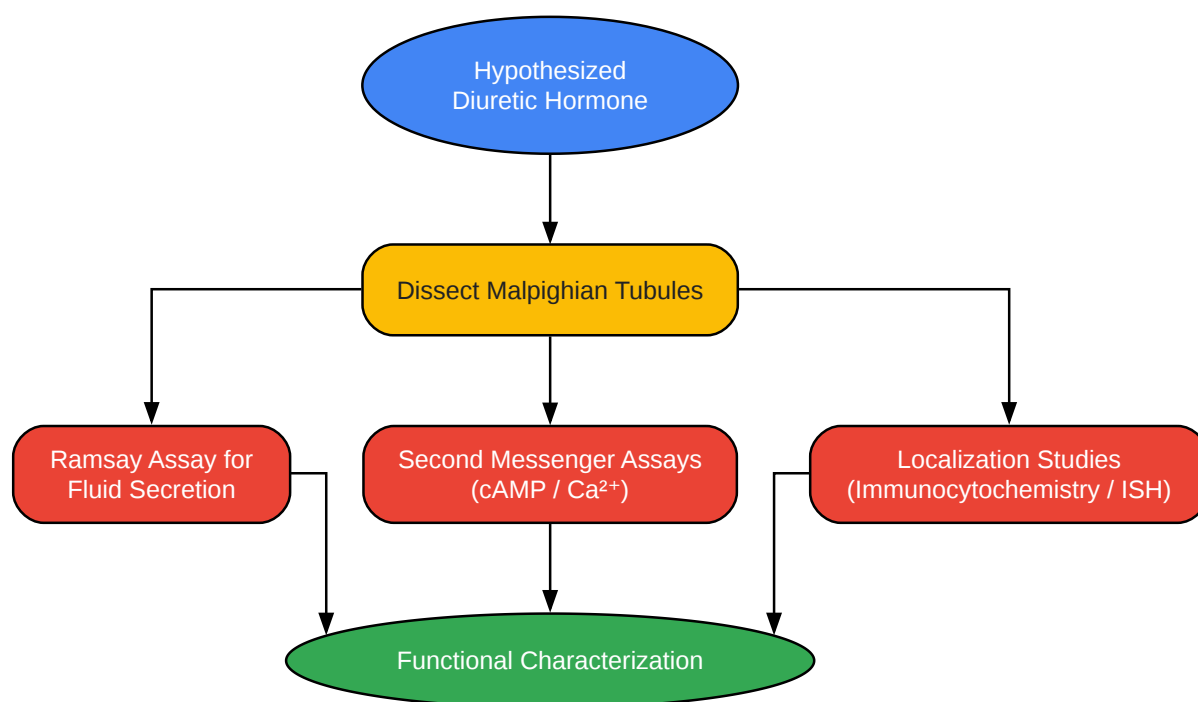 Hypothesized
Diuretic Hormone
Dissect Malpighian Tubules
Ramsay Assay for
Fluid Secretion
Second Messenger Assays
(cAMP / Ca²⁺)
Localization Studies
(Immunocytochemistry / ISH)
Functional Characterization